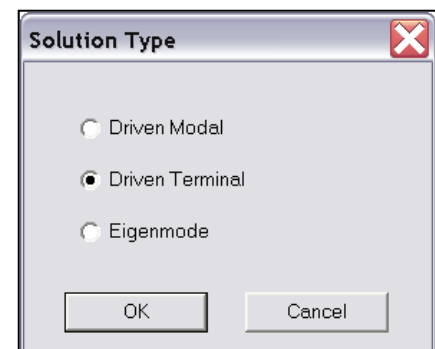 Solution Type
Driven Modal
Driven Terminal
Eigenmode
OK Cancel